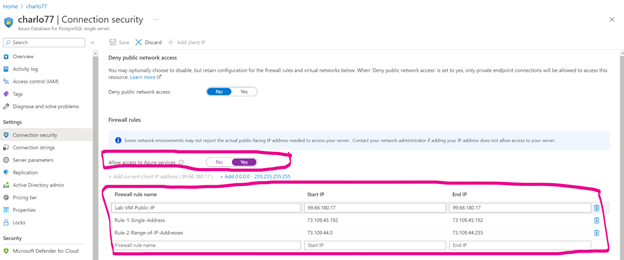 Home > charlo77 >
charlo77 | Connection security ...
Azure Database for PostgreSQL single server
Search
Save Discard Add client IP
Overview
Activity log
Access control (IAM)
Tags
Diagnose and solve problems
Settings
Connection security
Connection strings
Server parameters
Replication
Active Directory admin
Pricing tier
Properties
Locks
Security
Microsoft Defender for Cloud
Deny public network access
You may optionally choose to disable, but retain configuration for the firewall rules and virtual networks below. When 'Deny public network access' is set to yes, only private endpoint connections will be allowed to access this
resource. Learn more
Deny public network access No Yes
Firewall rules
Some network environments may not report the actual public-facing IP address needed to access your server. Contact your network administrator if adding your IP address does not allow access to your server.
Allow access to Azure services No Yes
+ Add current client IP address ( 99.66.180.17 ) + Add 0.0.0.0 - 255.255.255.255
Firewall rule name Start IP End IP
Lab-VM-Public-IP 99.66.180.17 99.66.180.17
Rule-1-Single-Address 73.109.45.192 73.109.45.192
Rule-2-Range-of-IP-Addresses 73.109.44.0 73.109.44.255
Firewall rule name Start IP End IP